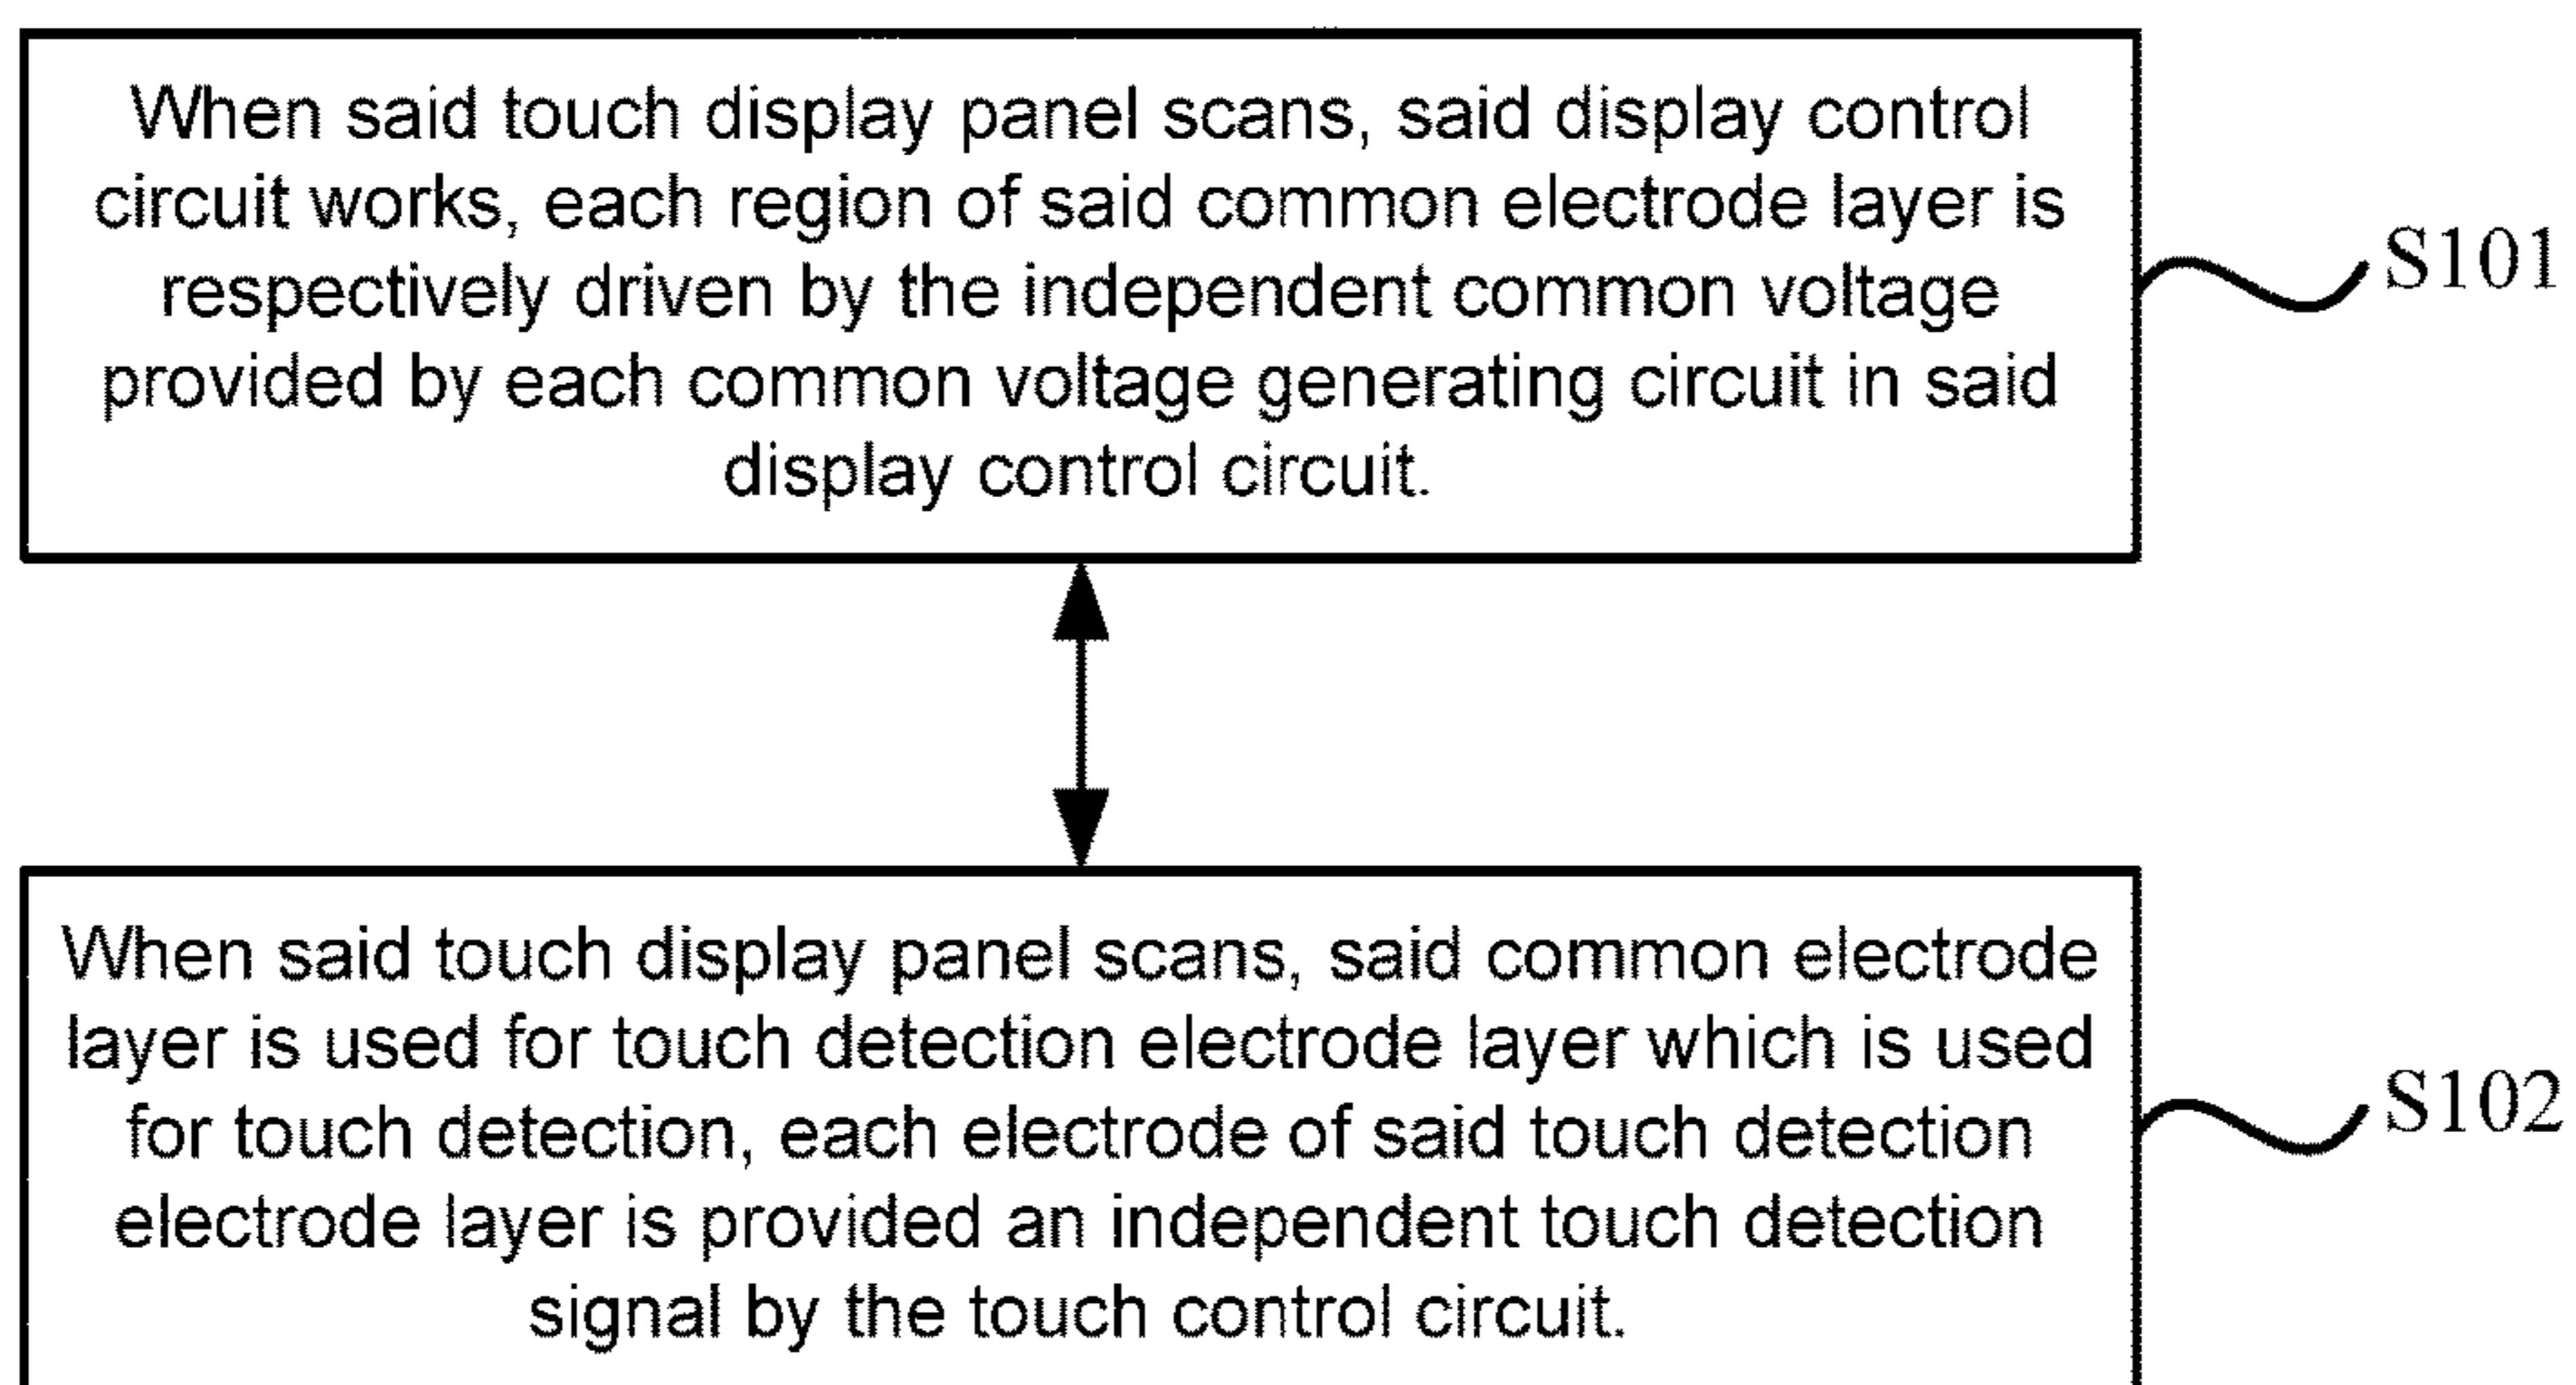 When said touch display panel scans, said display control
circuit works, each region of said common electrode layer is
respectively driven by the independent common voltage
provided by each common voltage generating circuit in said
display control circuit.
S101
When said touch display panel scans, said common electrode
layer is used for touch detection electrode layer which is used
for touch detection, each electrode of said touch detection
electrode layer is provided an independent touch detection
signal by the touch control circuit.
S102